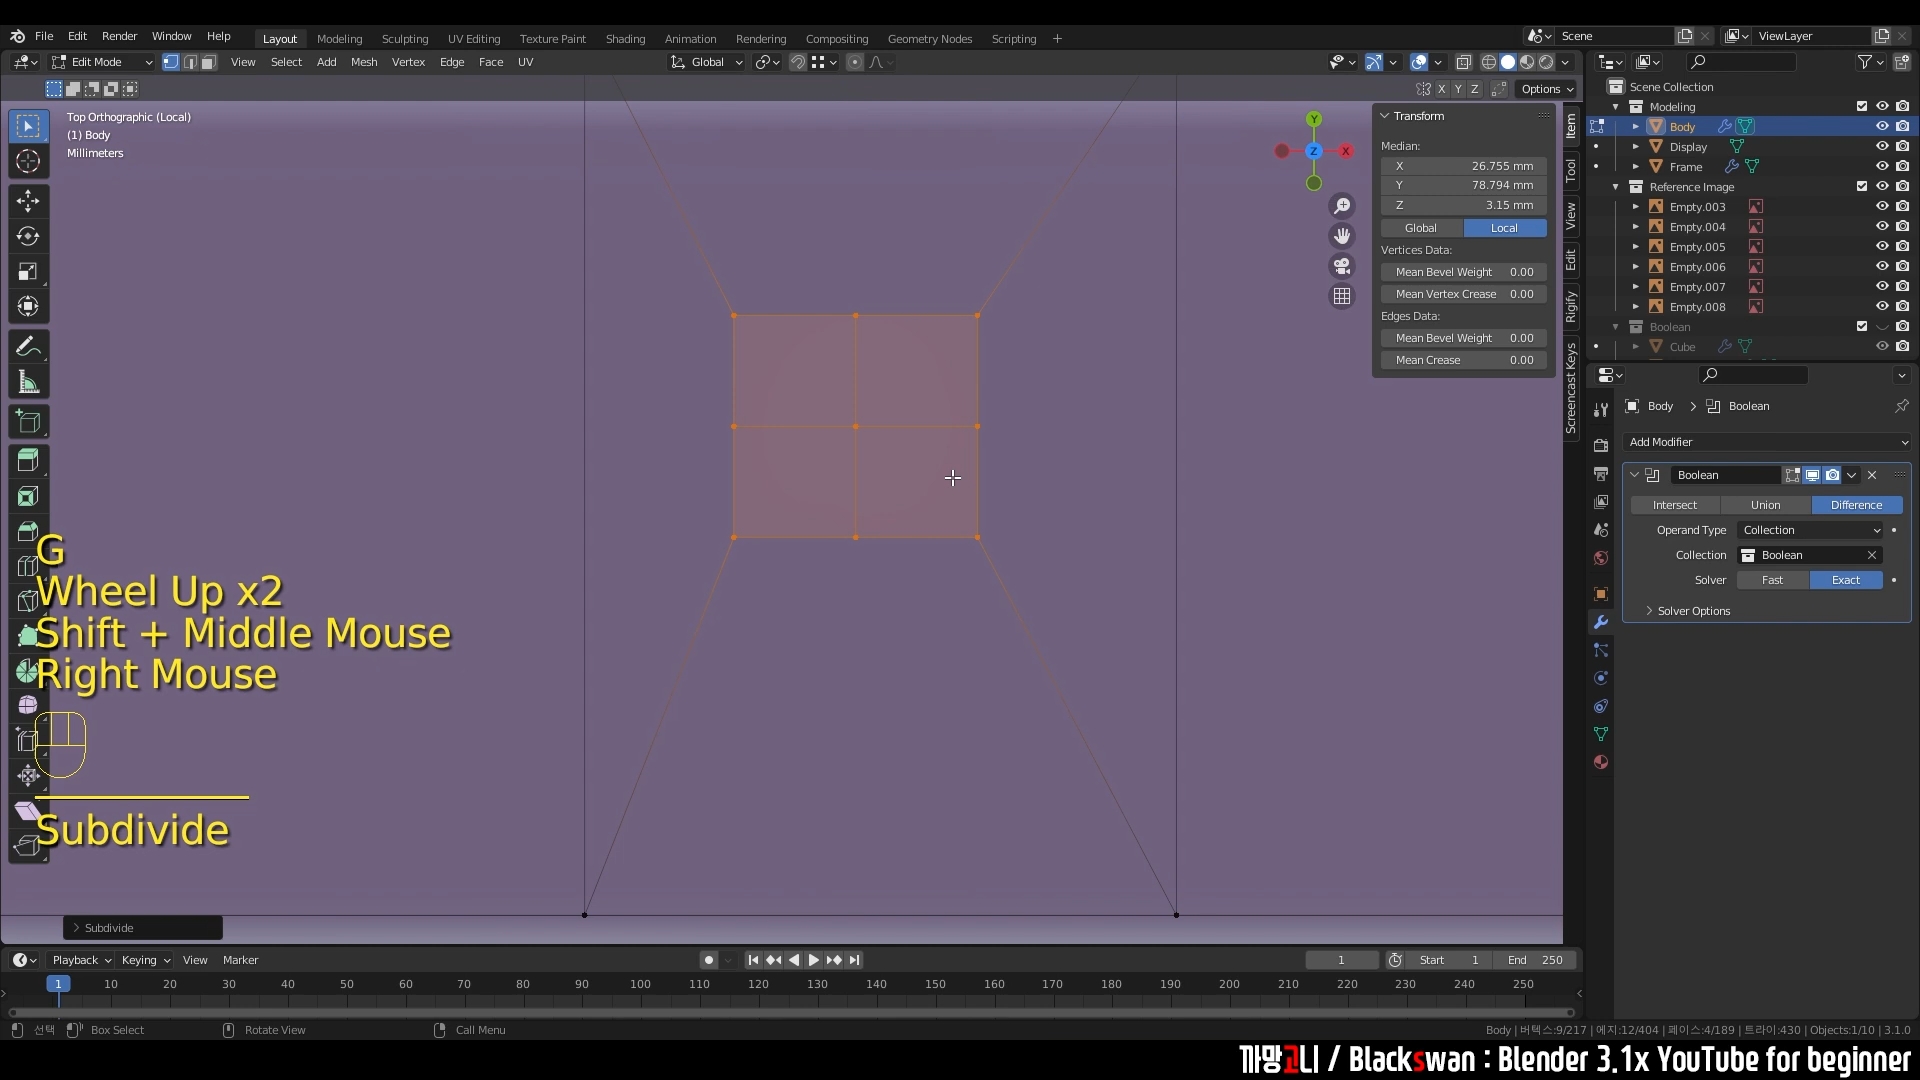 File Edit Render Window Help Layout Modeling Sculpting UV Editing Texture Paint Shading Animation Rendering Compositing Geometry Nodes Scripting + Scene ViewLayer
Edit Mode View Select Add Mesh Vertex Edge Face UV Global
X Y Z Options
Top Orthographic (Local)
(1) Body
Millimeters
Y
Z
X
Transform
Median:
X 26.755 mm
Y 78.794 mm
Z 3.15 mm
Global Local
Vertices Data:
Mean Bevel Weight 0.00
Mean Vertex Crease 0.00
Edges Data:
Mean Bevel Weight 0.00
Mean Crease 0.00
Item
Tool
View
Edit
Rigify
Screencast Keys
Scene Collection
Modeling
Body
Display
Frame
Reference Image
Empty.003
Empty.004
Empty.005
Empty.006
Empty.007
Empty.008
Boolean
Cube
Body > Boolean
Add Modifier
Boolean
Intersect Union Difference
Operand Type Collection
Collection Boolean
Solver Fast Exact
Solver Options
G
Wheel Up x2
Shift + Middle Mouse
Right Mouse
Subdivide
Subdivide
Playback Keying View Marker 1 Start 1 End 250
1 10 20 30 40 50 60 70 80 90 100 110 120 130 140 150 160 170 180 190 200 210 220 230 240 250
선택 Box Select Rotate View Call Menu Body | 버텍스:9/217 | 에지:12/404 | 페이스:4/189 | 트라이:430 | Objects:1/10 | 3.1.0
까망고니 / Blackswan : Blender 3.1x YouTube for beginner